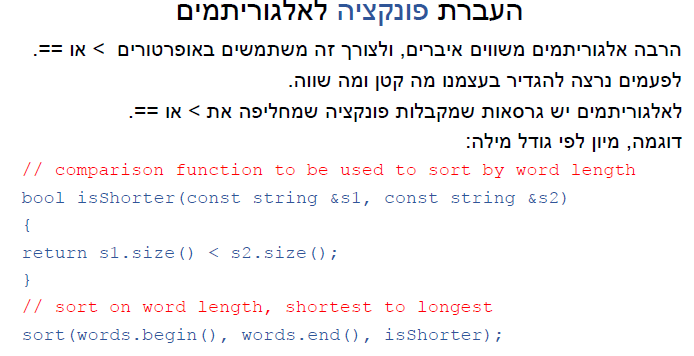 העברת פונקציה לאלגוריתמים
הרבה אלגוריתמים משווים איברים, ולצורך זה משתמשים באופרטורים < או ==.
לפעמים נרצה להגדיר בעצמנו מה קטן ומה שווה.
לאלגוריתמים יש גרסאות שמקבלות פונקציה שמחליפה את < או ==.
דוגמה, מיון לפי גודל מילה:
// comparison function to be used to sort by word length
bool isShorter(const string &s1, const string &s2)
{
return s1.size() < s2.size();
}
// sort on word length, shortest to longest
sort(words.begin(), words.end(), isShorter);